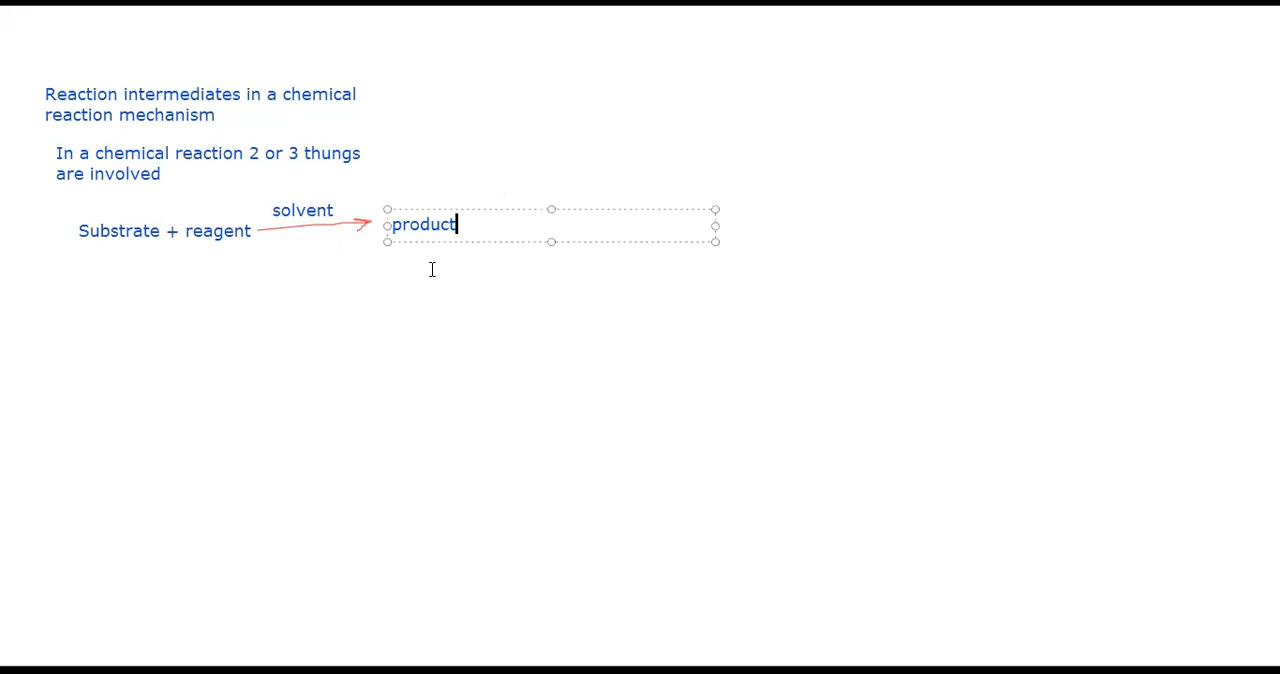 Reaction intermediates in a chemical
reaction mechanism
In a chemical reaction 2 or 3 thungs
are involved
solvent
Substrate + reagent
product